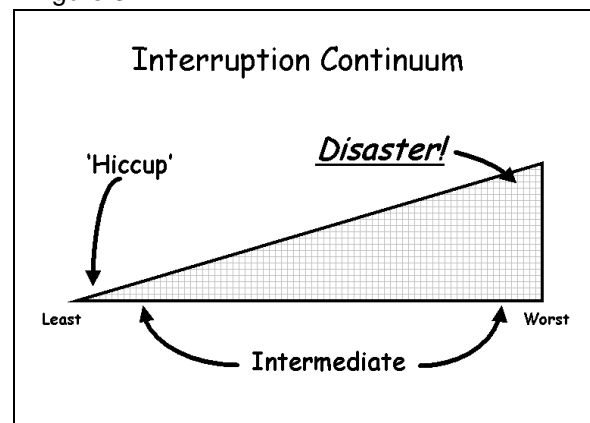 Interruption Continuum
Disaster!
'Hiccup'
Least
Worst
Intermediate